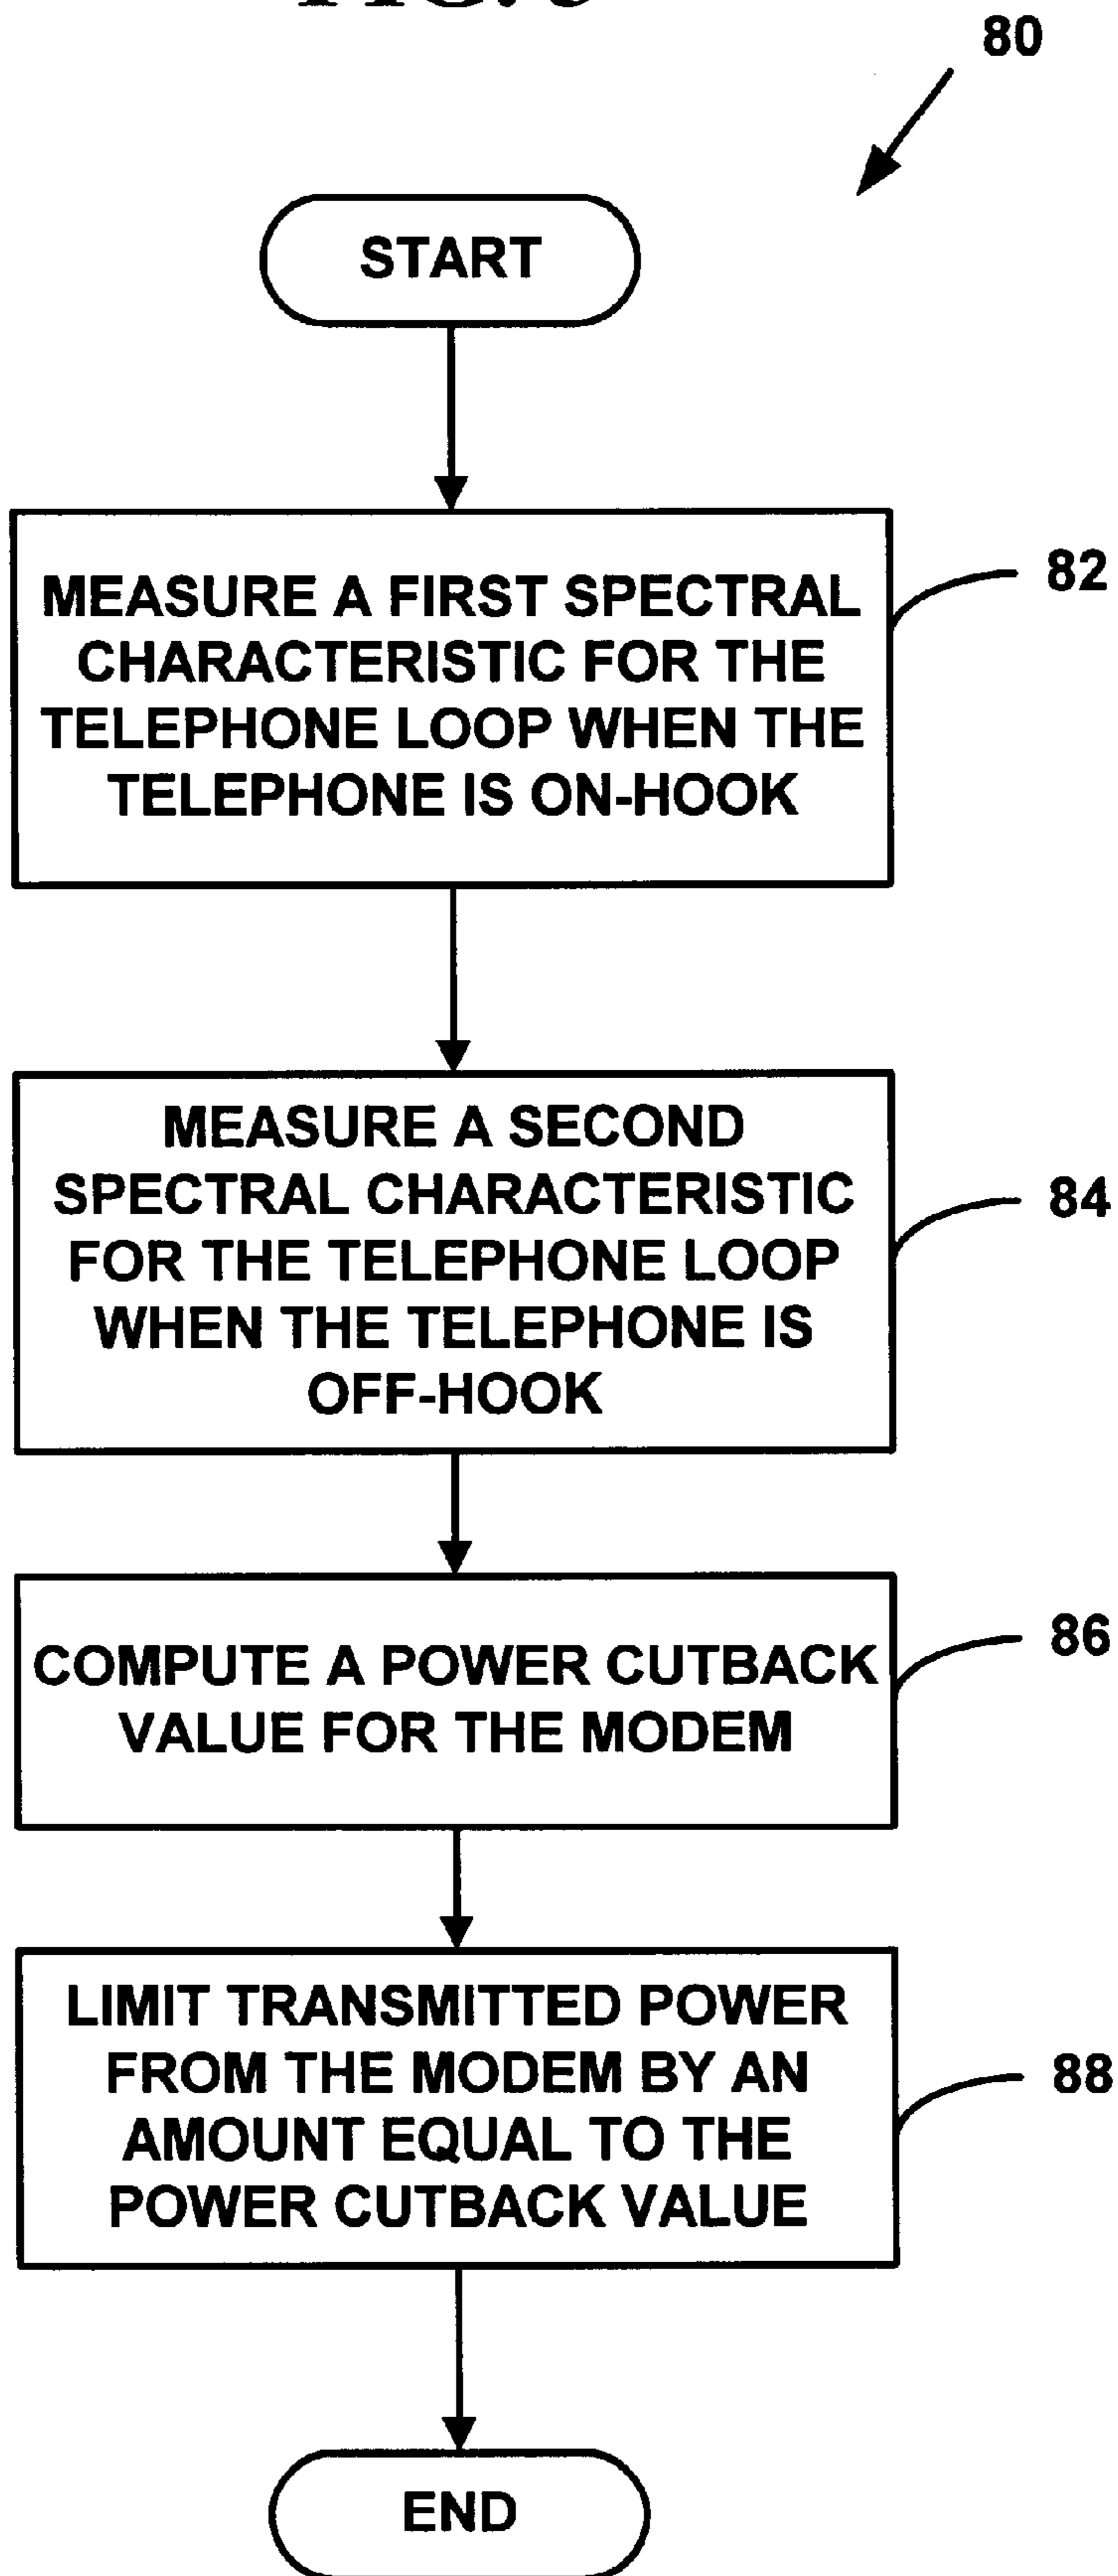 80
START
MEASURE A FIRST SPECTRAL
CHARACTERISTIC FOR THE
TELEPHONE LOOP WHEN THE
TELEPHONE IS ON-HOOK
82
MEASURE A SECOND
SPECTRAL CHARACTERISTIC
FOR THE TELEPHONE LOOP
WHEN THE TELEPHONE IS
OFF-HOOK
84
COMPUTE A POWER CUTBACK
VALUE FOR THE MODEM
86
LIMIT TRANSMITTED POWER
FROM THE MODEM BY AN
AMOUNT EQUAL TO THE
POWER CUTBACK VALUE
88
END